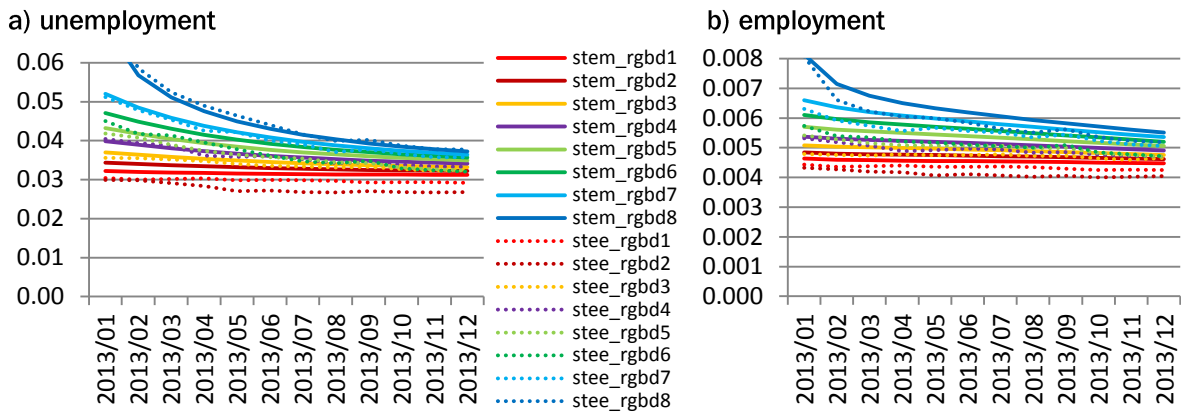 a) unemployment
0.06
0.05
0.04
0.03
0.02
0.01
0.00
2013/01
2013/02
2013/03
2013/04
2013/05
2013/06
2013/07
2013/08
2013/09
2013/10
2013/11
2013/12
stem_rgbd1
stem_rgbd2
stem_rgbd3
stem_rgbd4
stem_rgbd5
stem_rgbd6
stem_rgbd7
stem_rgbd8
stee_rgbd1
stee_rgbd2
stee_rgbd3
stee_rgbd4
stee_rgbd5
stee_rgbd6
stee_rgbd7
stee_rgbd8
b) employment
0.008
0.007
0.006
0.005
0.004
0.003
0.002
0.001
0.000
2013/01
2013/02
2013/03
2013/04
2013/05
2013/06
2013/07
2013/08
2013/09
2013/10
2013/11
2013/12